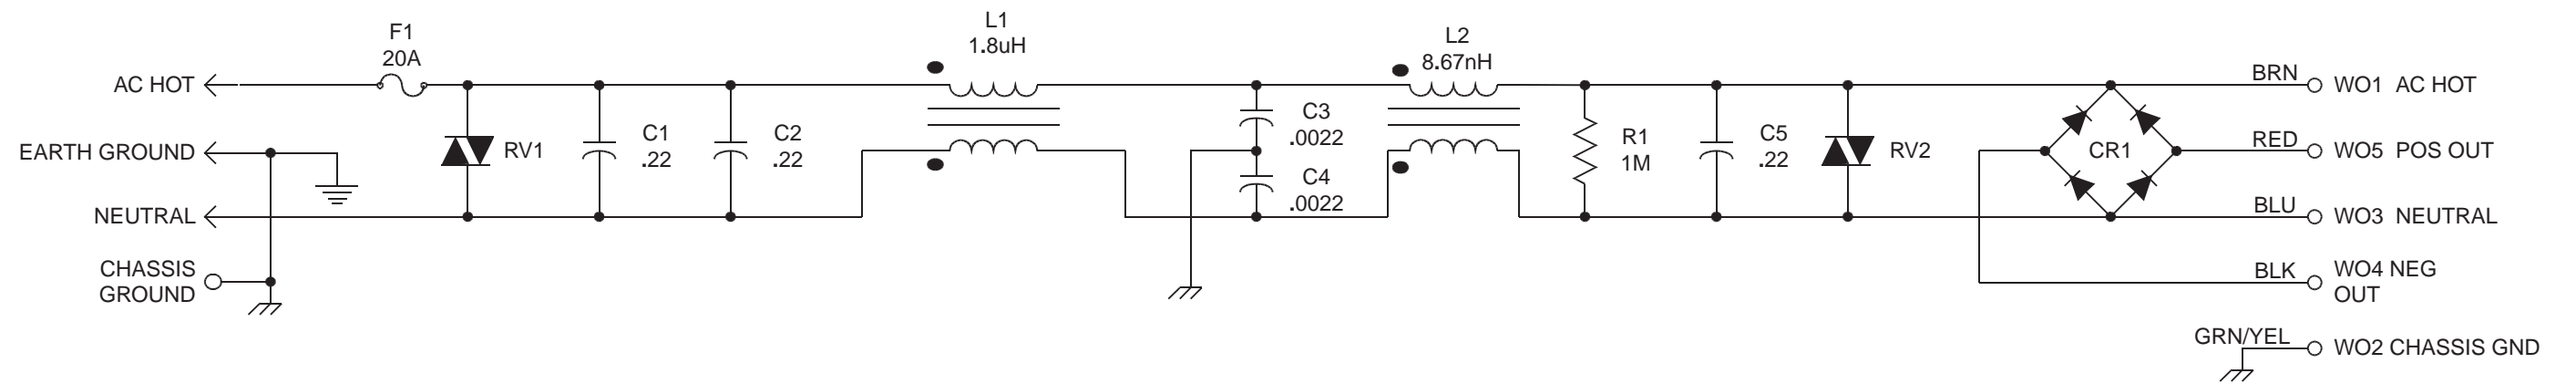 F1
20A
L1
1.8uH
L2
8.67nH
AC HOT
BRN
WO1 AC HOT
EARTH GROUND
RV1
C1
.22
C2
.22
C3
.0022
C4
.0022
R1
1M
C5
.22
RV2
CR1
RED
WO5 POS OUT
NEUTRAL
BLU
WO3 NEUTRAL
CHASSIS
GROUND
BLK
WO4 NEG
OUT
GRN/YEL
WO2 CHASSIS GND